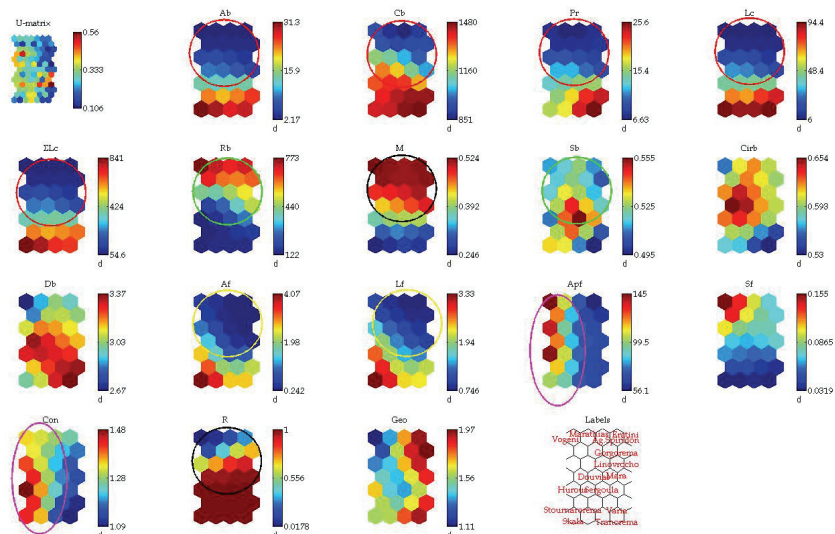 U-matrix
0.56
0.333
0.106
Ab
31.3
15.9
2.17
d
Cb
1480
1160
851
d
Pr
25.6
15.4
6.63
d
Lc
94.4
48.4
6
d
ΣLc
841
424
54.6
d
Rb
773
440
122
d
M
0.524
0.392
0.246
d
Sb
0.555
0.525
0.495
d
Cirb
0.654
0.593
0.53
d
Db
3.37
3.03
2.67
d
Af
4.07
1.98
0.242
d
Lf
3.33
1.94
0.746
d
Apf
145
99.5
56.1
d
Sf
0.155
0.0865
0.0319
d
Con
1.48
1.28
1.09
d
R
1
0.556
0.0178
d
Geo
1.97
1.56
1.11
d
Labels
Vogeni
Gorgorema
Linovrocho
Douvia
Mara
Sergoula
Stournarorema
Varia
Skala
Tranorema